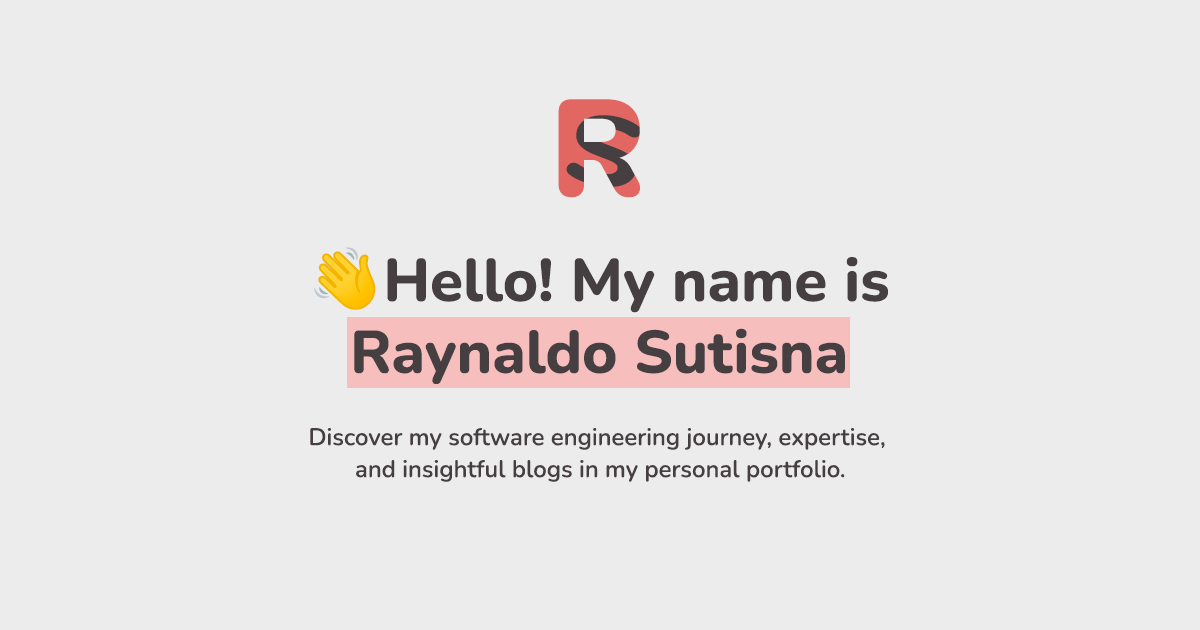 RS
👋Hello! My name is
Raynaldo Sutisna
Discover my software engineering journey, expertise,
and insightful blogs in my personal portfolio.